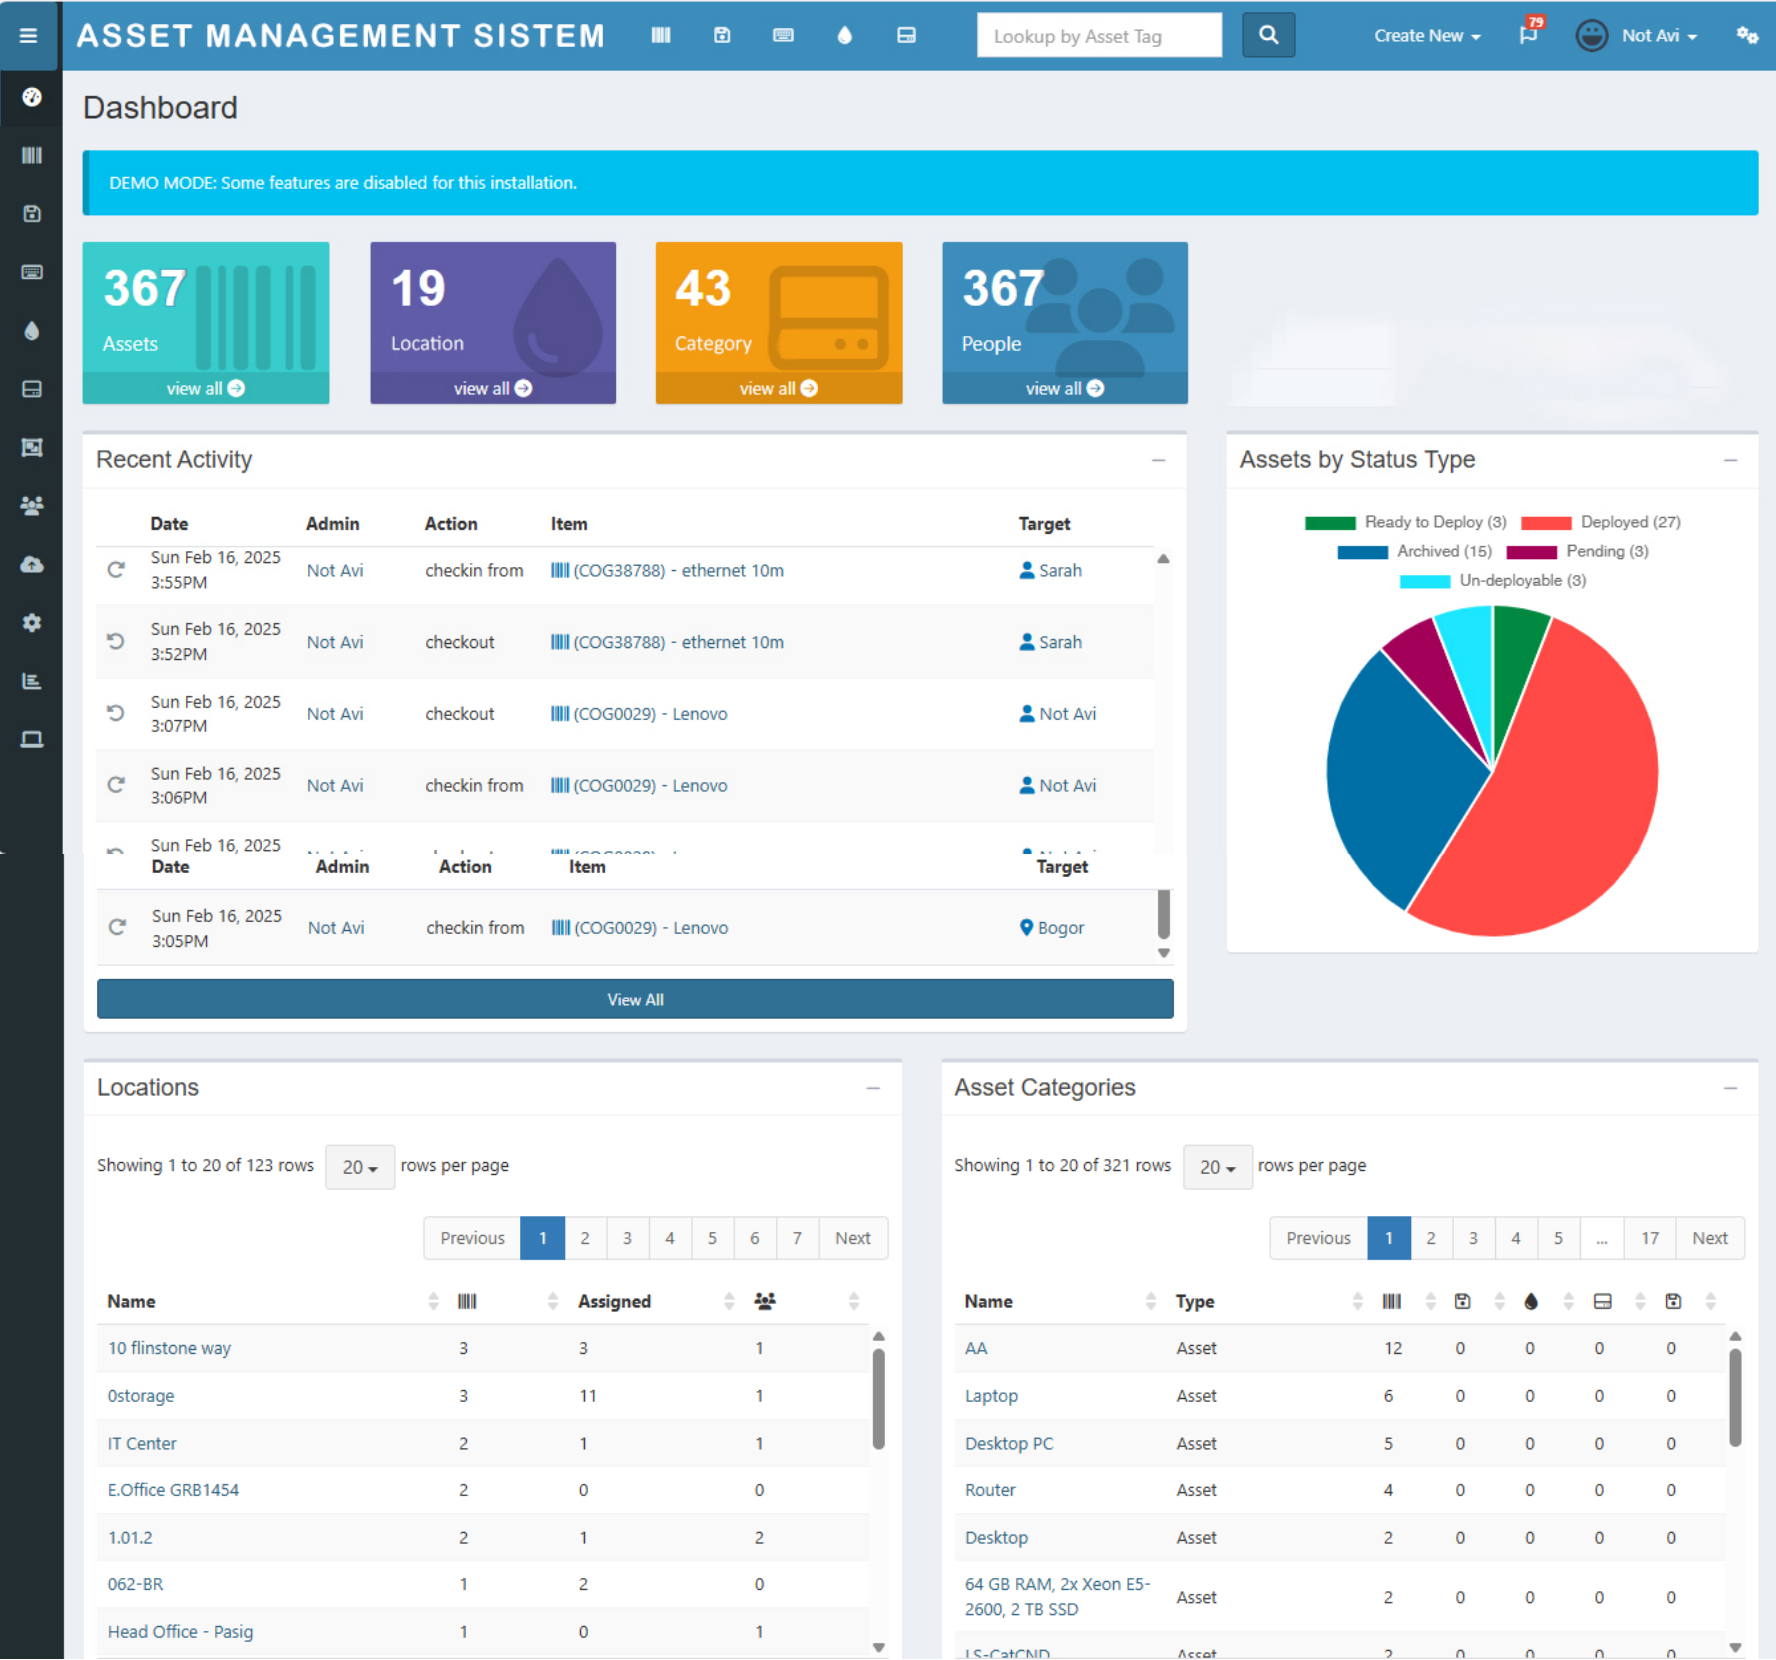 ASSET MANAGEMENT SISTEM
Lookup by Asset Tag
Create New
79
Not Avi
Dashboard
DEMO MODE: Some features are disabled for this installation.
367
Assets
view all
19
Location
view all
43
Category
view all
367
People
view all
Recent Activity
Date Admin Action Item Target
Sun Feb 16, 2025
3:55PM
Not Avi checkin from (COG38788) - ethernet 10m Sarah
Sun Feb 16, 2025
3:52PM
Not Avi checkout (COG38788) - ethernet 10m Sarah
Sun Feb 16, 2025
3:07PM
Not Avi checkout (COG0029) - Lenovo Not Avi
Sun Feb 16, 2025
3:06PM
Not Avi checkin from (COG0029) - Lenovo Not Avi
Sun Feb 16, 2025
Date Admin Action Item Target
Sun Feb 16, 2025
3:05PM
Not Avi checkin from (COG0029) - Lenovo Bogor
View All
Assets by Status Type
Ready to Deploy (3) Deployed (27)
Archived (15) Pending (3)
Un-deployable (3)
Locations
Showing 1 to 20 of 123 rows 20 rows per page
Previous 1 2 3 4 5 6 7 Next
Name Assigned
10 flinstone way 3 3 1
0storage 3 11 1
IT Center 2 1 1
E.Office GRB1454 2 0 0
1.01.2 2 1 2
062-BR 1 2 0
Head Office - Pasig 1 0 1
Asset Categories
Showing 1 to 20 of 321 rows 20 rows per page
Previous 1 2 3 4 5 ... 17 Next
Name Type
AA Asset 12 0 0 0 0
Laptop Asset 6 0 0 0 0
Desktop PC Asset 5 0 0 0 0
Router Asset 4 0 0 0 0
Desktop Asset 2 0 0 0 0
64 GB RAM, 2x Xeon E5-
2600, 2 TB SSD
Asset 2 0 0 0 0
LS-CatCND Asset 2 0 0 0 0